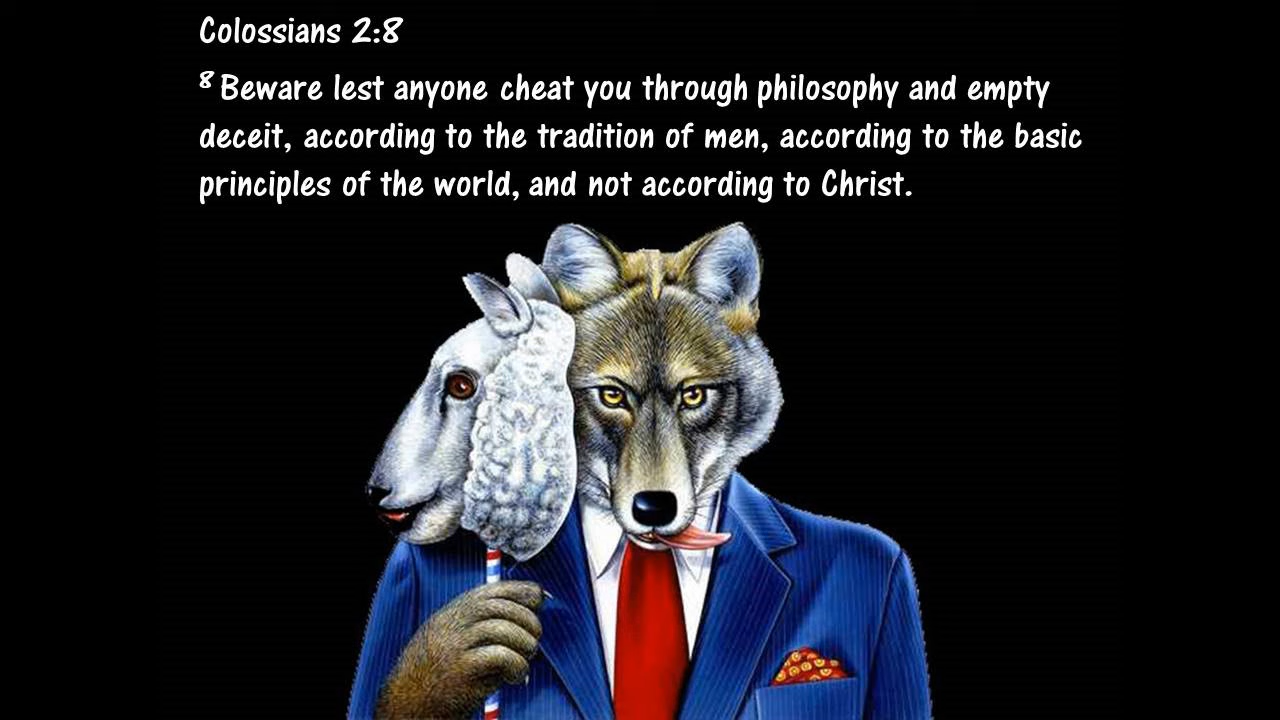 Colossians 2:8
8 Beware lest anyone cheat you through philosophy and empty
deceit, according to the tradition of men, according to the basic
principles of the world, and not according to Christ.